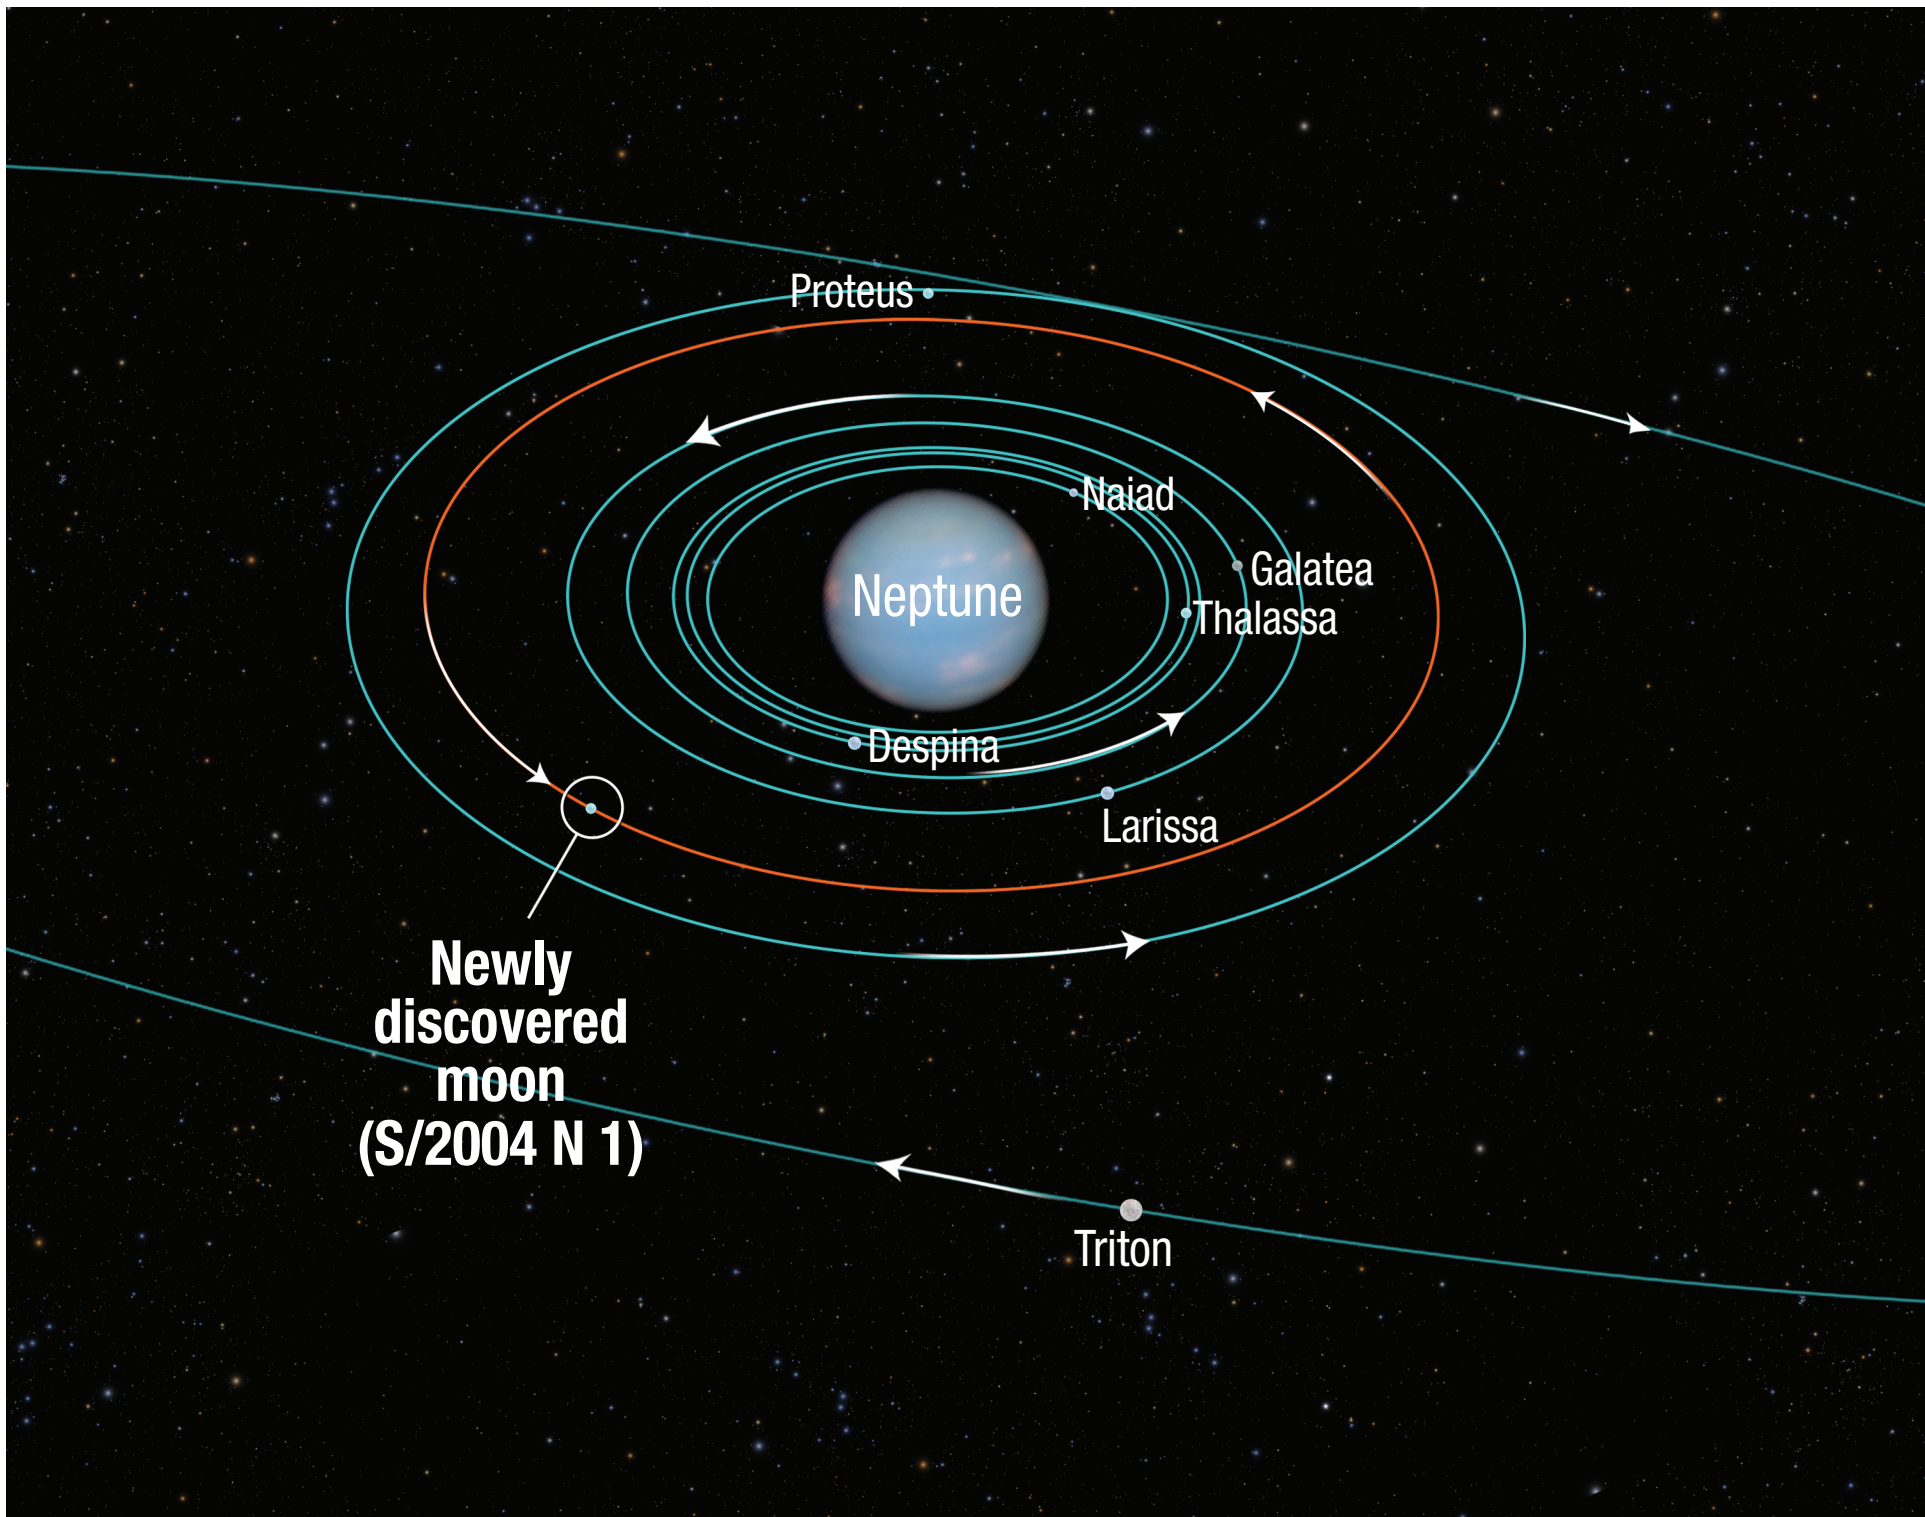 Proteus
Naiad
Galatea
Neptune
Thalassa
Despina
Larissa
Newly
discovered
moon
(S/2004 N 1)
Triton